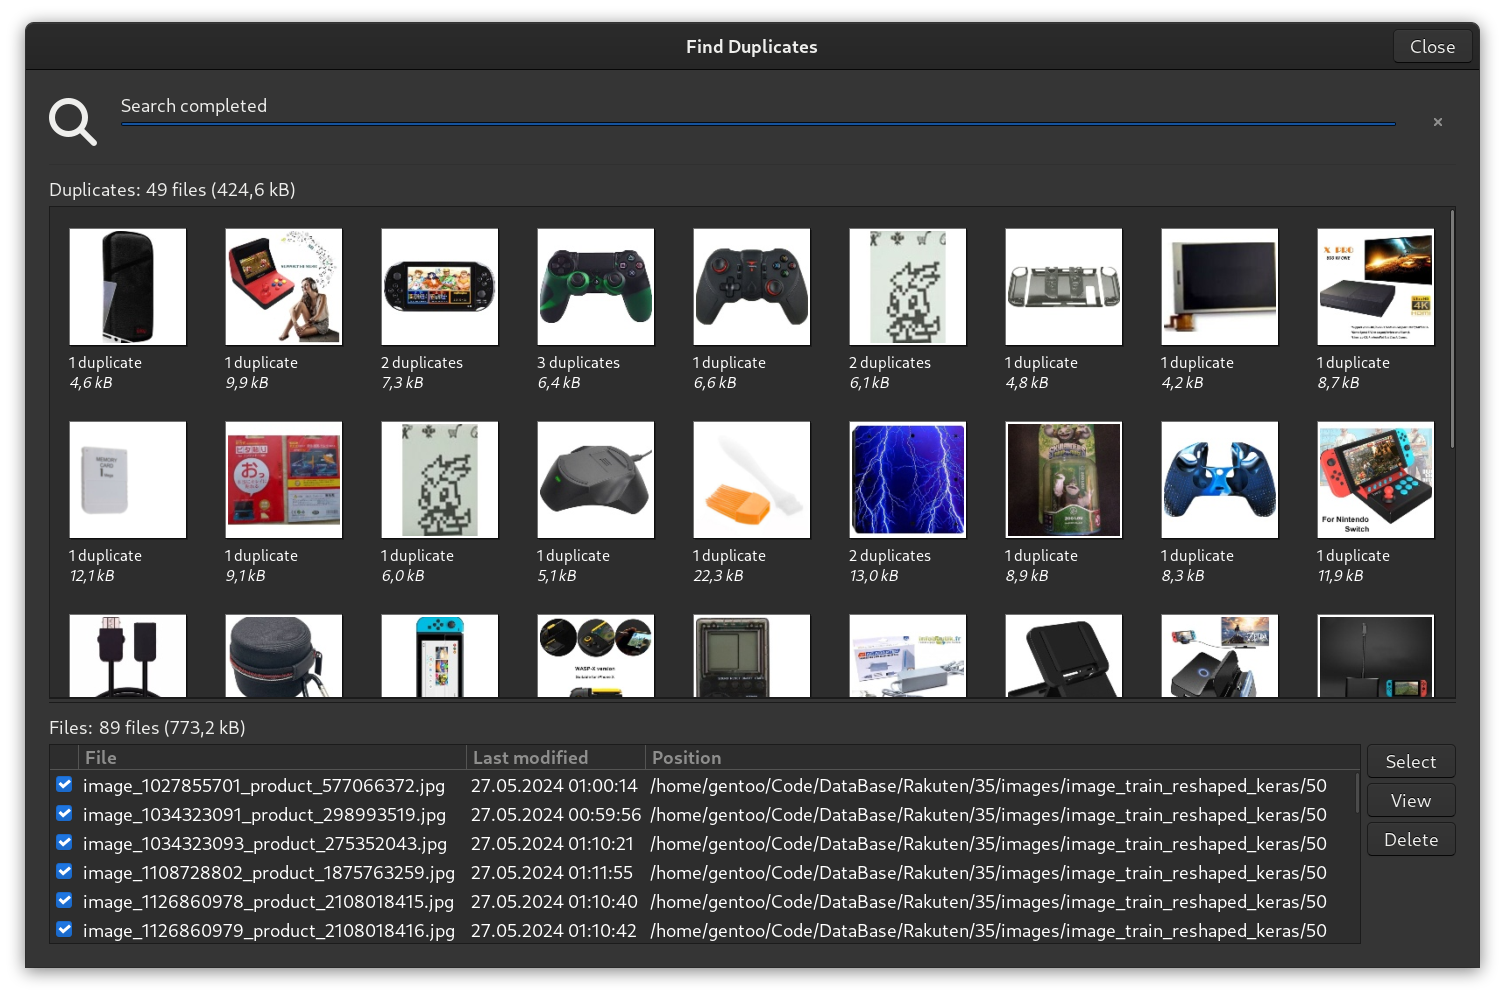 Find Duplicates
Close
Search completed
Duplicates: 49 files (424,6 kB)
X PRO
4K
1 duplicate
1 duplicate
2 duplicates
3 duplicates
1 duplicate
2 duplicates
1 duplicate
1 duplicate
1 duplicate
4,6 kB
9,9 kB
7,3 kB
6,4 kB
6,6 kB
6,1 kB
4,8 kB
4,2 kB
8,7 kB
MEMORY
CARD
For Nintendo
Switch
1 duplicate
1 duplicate
1 duplicate
1 duplicate
1 duplicate
2 duplicates
1 duplicate
1 duplicate
1 duplicate
12,1 kB
9,1 kB
6,0 kB
5,1 kB
22,3 kB
13,0 kB
8,9 kB
8,3 kB
11,9 kB
WASP-X version
Files: 89 files (773,2 kB)
File Last modified Position
image_1027855701_product_577066372.jpg 27.05.2024 01:00:14 /home/gentoo/Code/DataBase/Rakuten/35/images/image_train_reshaped_keras/50
image_1034323091_product_298993519.jpg 27.05.2024 00:59:56 /home/gentoo/Code/DataBase/Rakuten/35/images/image_train_reshaped_keras/50
image_1034323093_product_275352043.jpg 27.05.2024 01:10:21 /home/gentoo/Code/DataBase/Rakuten/35/images/image_train_reshaped_keras/50
image_1108728802_product_1875763259.jpg 27.05.2024 01:11:55 /home/gentoo/Code/DataBase/Rakuten/35/images/image_train_reshaped_keras/50
image_1126860978_product_2108018415.jpg 27.05.2024 01:10:40 /home/gentoo/Code/DataBase/Rakuten/35/images/image_train_reshaped_keras/50
image_1126860979_product_2108018416.jpg 27.05.2024 01:10:42 /home/gentoo/Code/DataBase/Rakuten/35/images/image_train_reshaped_keras/50
Select
View
Delete